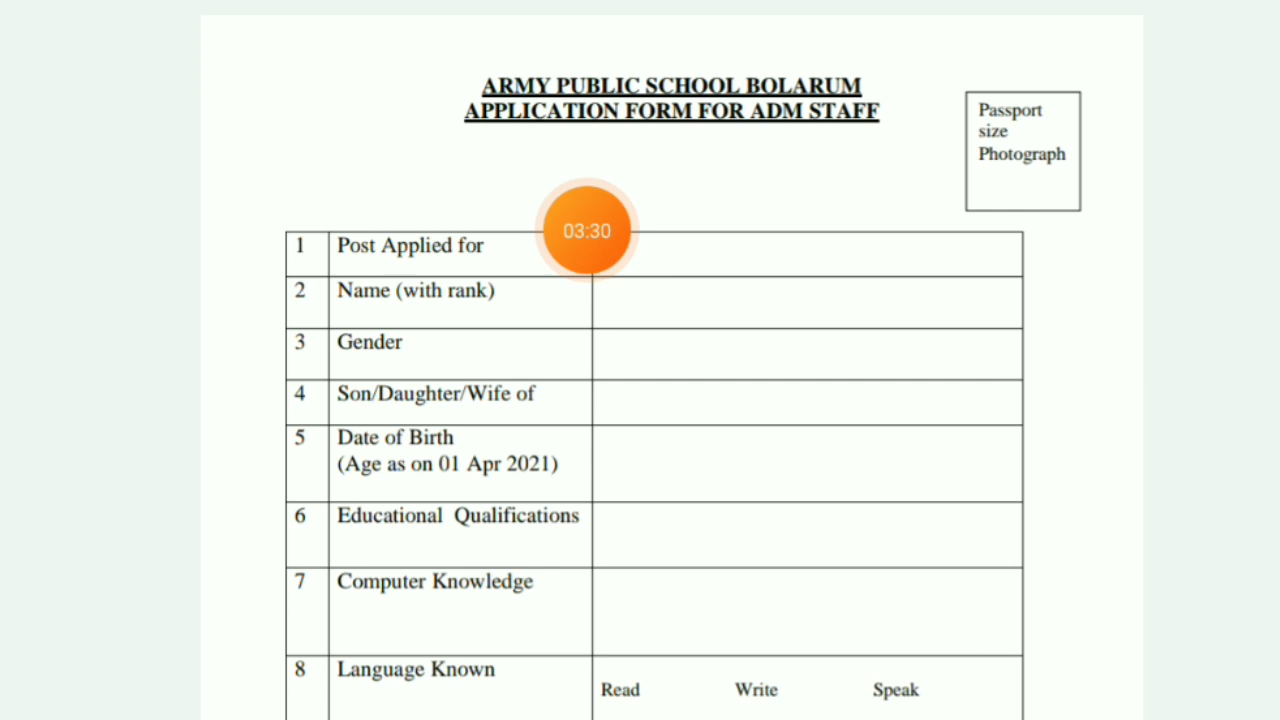 ARMY PUBLIC SCHOOL BOLARUM
APPLICATION FORM FOR ADM STAFF
Passport
size
Photograph
03:30
1 Post Applied for
2 Name (with rank)
3 Gender
4 Son/Daughter/Wife of
5 Date of Birth
(Age as on 01 Apr 2021)
6 Educational Qualifications
7 Computer Knowledge
8 Language Known
Read Write Speak